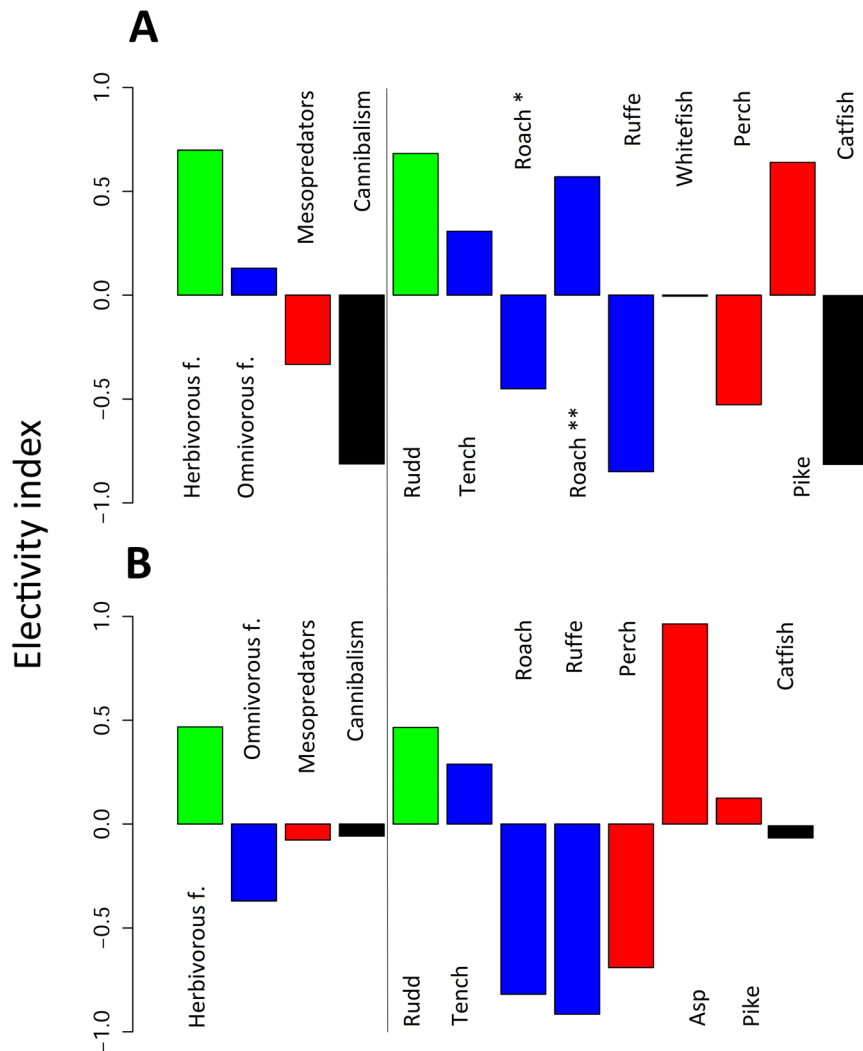 A
Electivity index
1.0
0.5
0.0
−0.5
−1.0
Herbivorous f.
Omnivorous f.
Mesopredators
Cannibalism
Rudd
Tench
Roach *
Roach **
Ruffe
Whitefish
Perch
Pike
Catfish
B
1.0
0.5
0.0
−0.5
−1.0
Herbivorous f.
Omnivorous f.
Mesopredators
Cannibalism
Rudd
Tench
Roach
Ruffe
Perch
Asp
Pike
Catfish